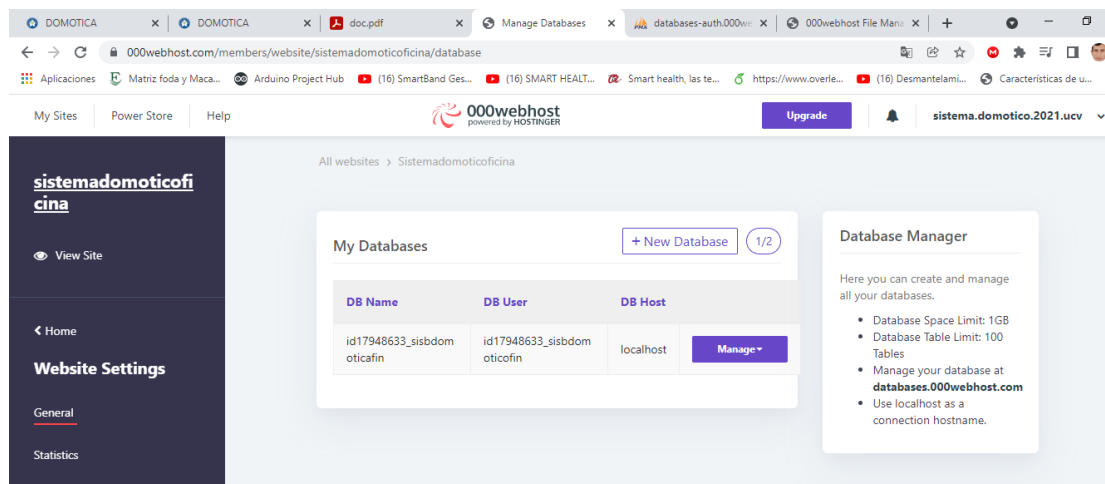 DOMOTICA
DOMOTICA
doc.pdf
Manage Databases
databases-auth.000we
000webhost File Mana
000webhost.com/members/website/sistemadomoticoficina/database
Aplicaciones
Matriz foda y Maca...
Arduino Project Hub
(16) SmartBand Ges...
(16) SMART HEALT...
Smart health, las te...
https://www.overle...
(16) Desmantelami...
Características de u...
My Sites
Power Store
Help
000webhost
powered by HOSTINGER
Upgrade
sistema.domotico.2021.ucv
sistemadomoticofi
cina
View Site
Home
Website Settings
General
Statistics
All websites › Sistemadomoticoficina
My Databases
+ New Database
1/2
DB Name
DB User
DB Host
id17948633_sisbdom
oticafin
id17948633_sisbdom
oticofin
localhost
Manage
Database Manager
Here you can create and manage
all your databases.
• Database Space Limit: 1GB
• Database Table Limit: 100
Tables
• Manage your database at
databases.000webhost.com
• Use localhost as a
connection hostname.